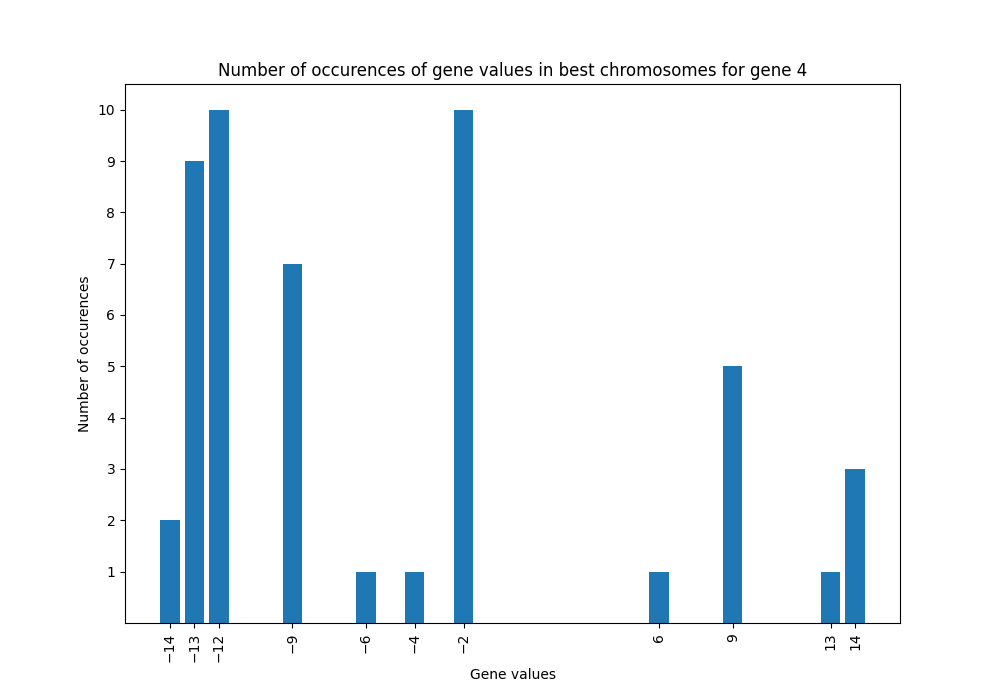 Number of occurences of gene values in best chromosomes for gene 4
10
9
8
7
6
5
4
3
2
1
Number of occurences
−14 −13 −12 −9 −6 −4 −2 6 9 13 14
Gene values